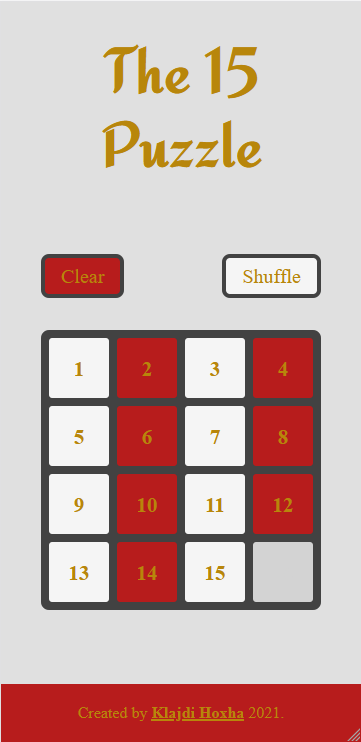 The 15
Puzzle
Clear Shuffle
1 2 3 4
5 6 7 8
9 10 11 12
13 14 15
Created by Klajdi Hoxha 2021.